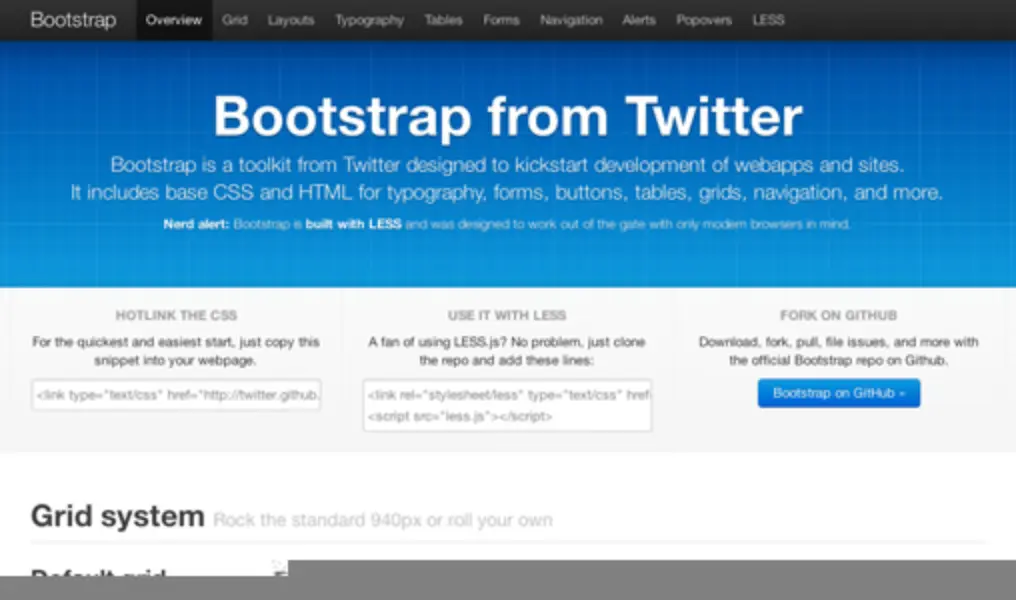 Bootstrap Overview Grid Layouts Typography Tables Forms Navigation Alerts Popovers LESS
Bootstrap from Twitter
Bootstrap is a toolkit from Twitter designed to kickstart development of webapps and sites.
It includes base CSS and HTML for typography, forms, buttons, tables, grids, navigation, and more.
Nerd alert: Bootstrap is built with LESS and was designed to work out of the gate with only modern browsers in mind.
HOTLINK THE CSS
For the quickest and easiest start, just copy this
snippet into your webpage.
<link type="text/css" href="http://twitter.github.
USE IT WITH LESS
A fan of using LESS.js? No problem, just clone
the repo and add these lines:
<link rel="stylesheet/less" type="text/css" href
<script src="less.js"></script>
FORK ON GITHUB
Download, fork, pull, file issues, and more with
the official Bootstrap repo on Github.
Bootstrap on GitHub »
Grid system Rock the standard 940px or roll your own
Default grid